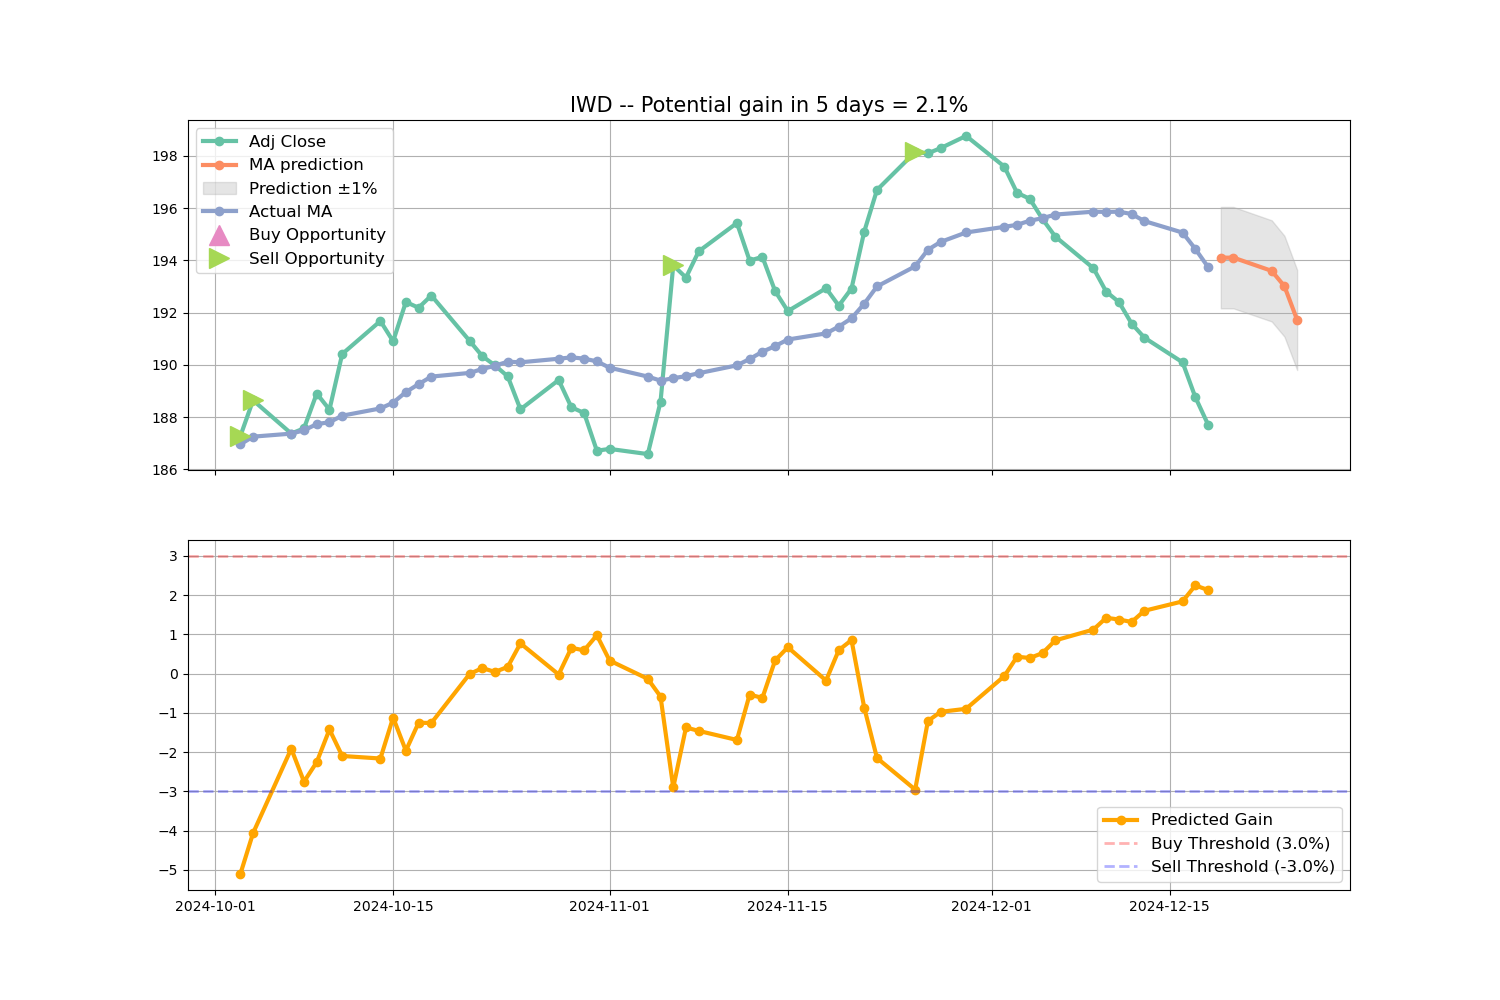 IWD -- Potential gain in 5 days = 2.1%
Adj Close
MA prediction
Prediction ±1%
Actual MA
Buy Opportunity
Sell Opportunity
198
196
194
192
190
188
186
3
2
1
0
−1
−2
−3
−4
−5
Predicted Gain
Buy Threshold (3.0%)
Sell Threshold (-3.0%)
2024-10-01 2024-10-15 2024-11-01 2024-11-15 2024-12-01 2024-12-15